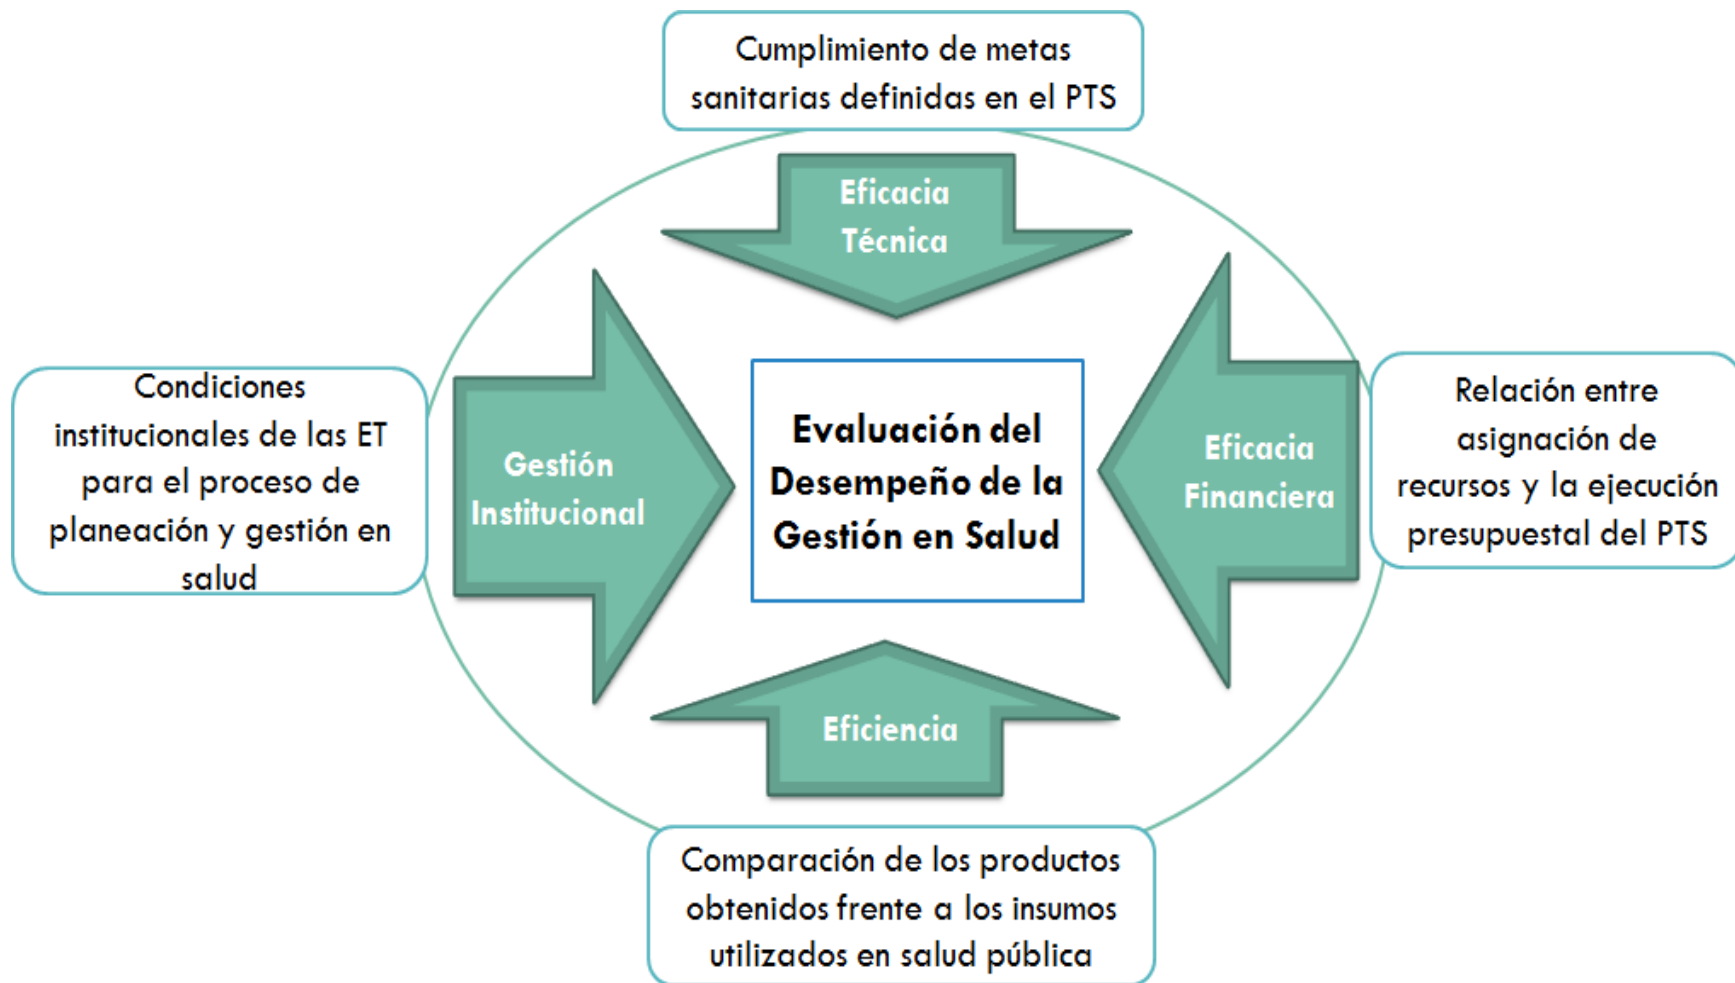 Cumplimiento de metas
sanitarias definidas en el PTS
Eficacia
Técnica
Condiciones
institucionales de las ET
para el proceso de
planeación y gestión en
salud
Gestión
Institucional
Evaluación del
Desempeño de la
Gestión en Salud
Eficacia
Financiera
Relación entre
asignación de
recursos y la ejecución
presupuestal del PTS
Eficiencia
Comparación de los productos
obtenidos frente a los insumos
utilizados en salud pública